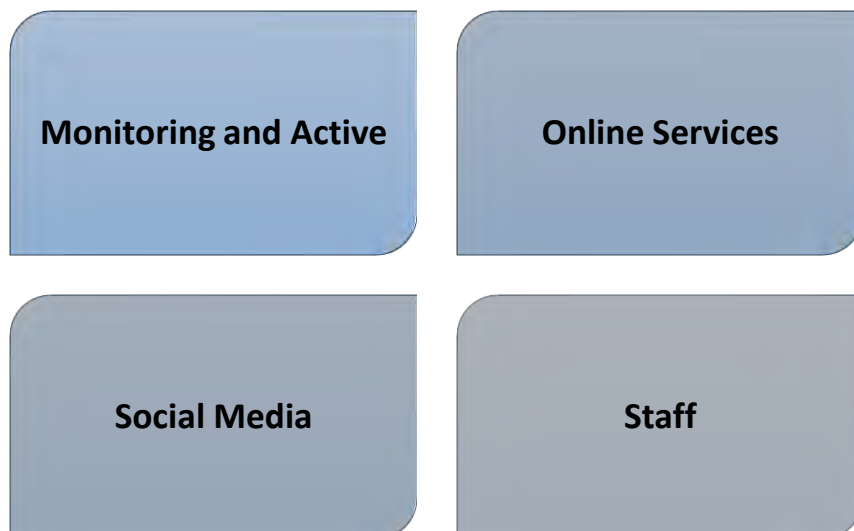 Monitoring and Active
Online Services
Social Media
Staff